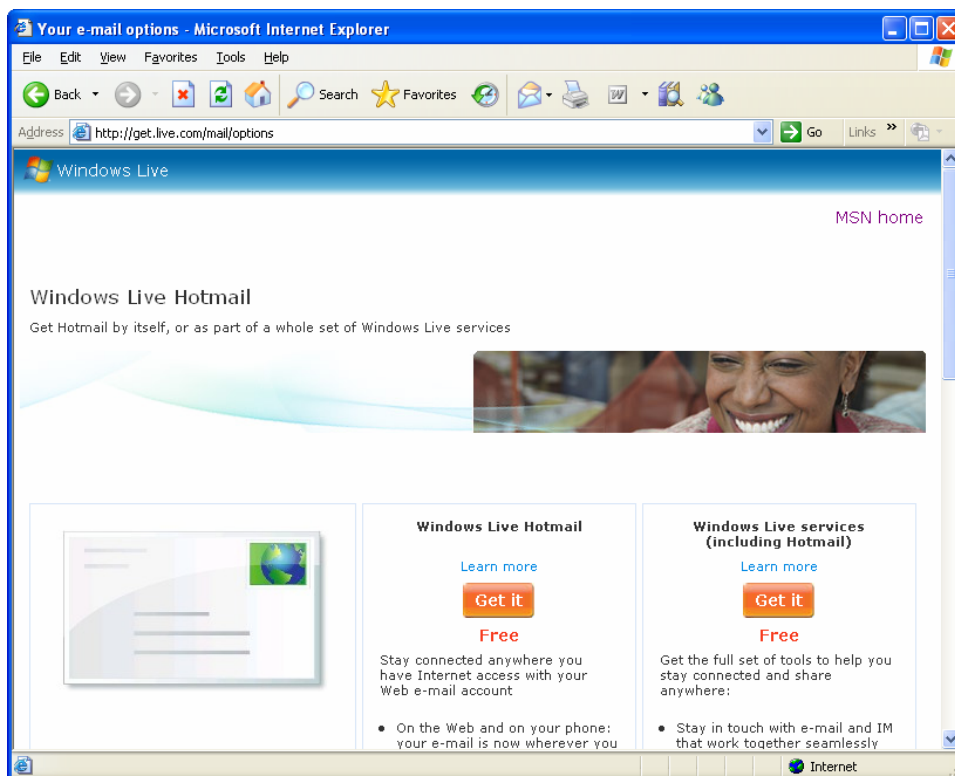 Your e-mail options - Microsoft Internet Explorer
File Edit View Favorites Tools Help
Back Search Favorites
Address http://get.live.com/mail/options Go Links »
Windows Live
MSN home
Windows Live Hotmail
Get Hotmail by itself, or as part of a whole set of Windows Live services
Windows Live Hotmail
Learn more
Get it
Free
Stay connected anywhere you
have Internet access with your
Web e-mail account
• On the Web and on your phone:
your e-mail is now wherever you
Windows Live services
(including Hotmail)
Learn more
Get it
Free
Get the full set of tools to help you
stay connected and share
anywhere:
• Stay in touch with e-mail and IM
that work together seamlessly
Internet